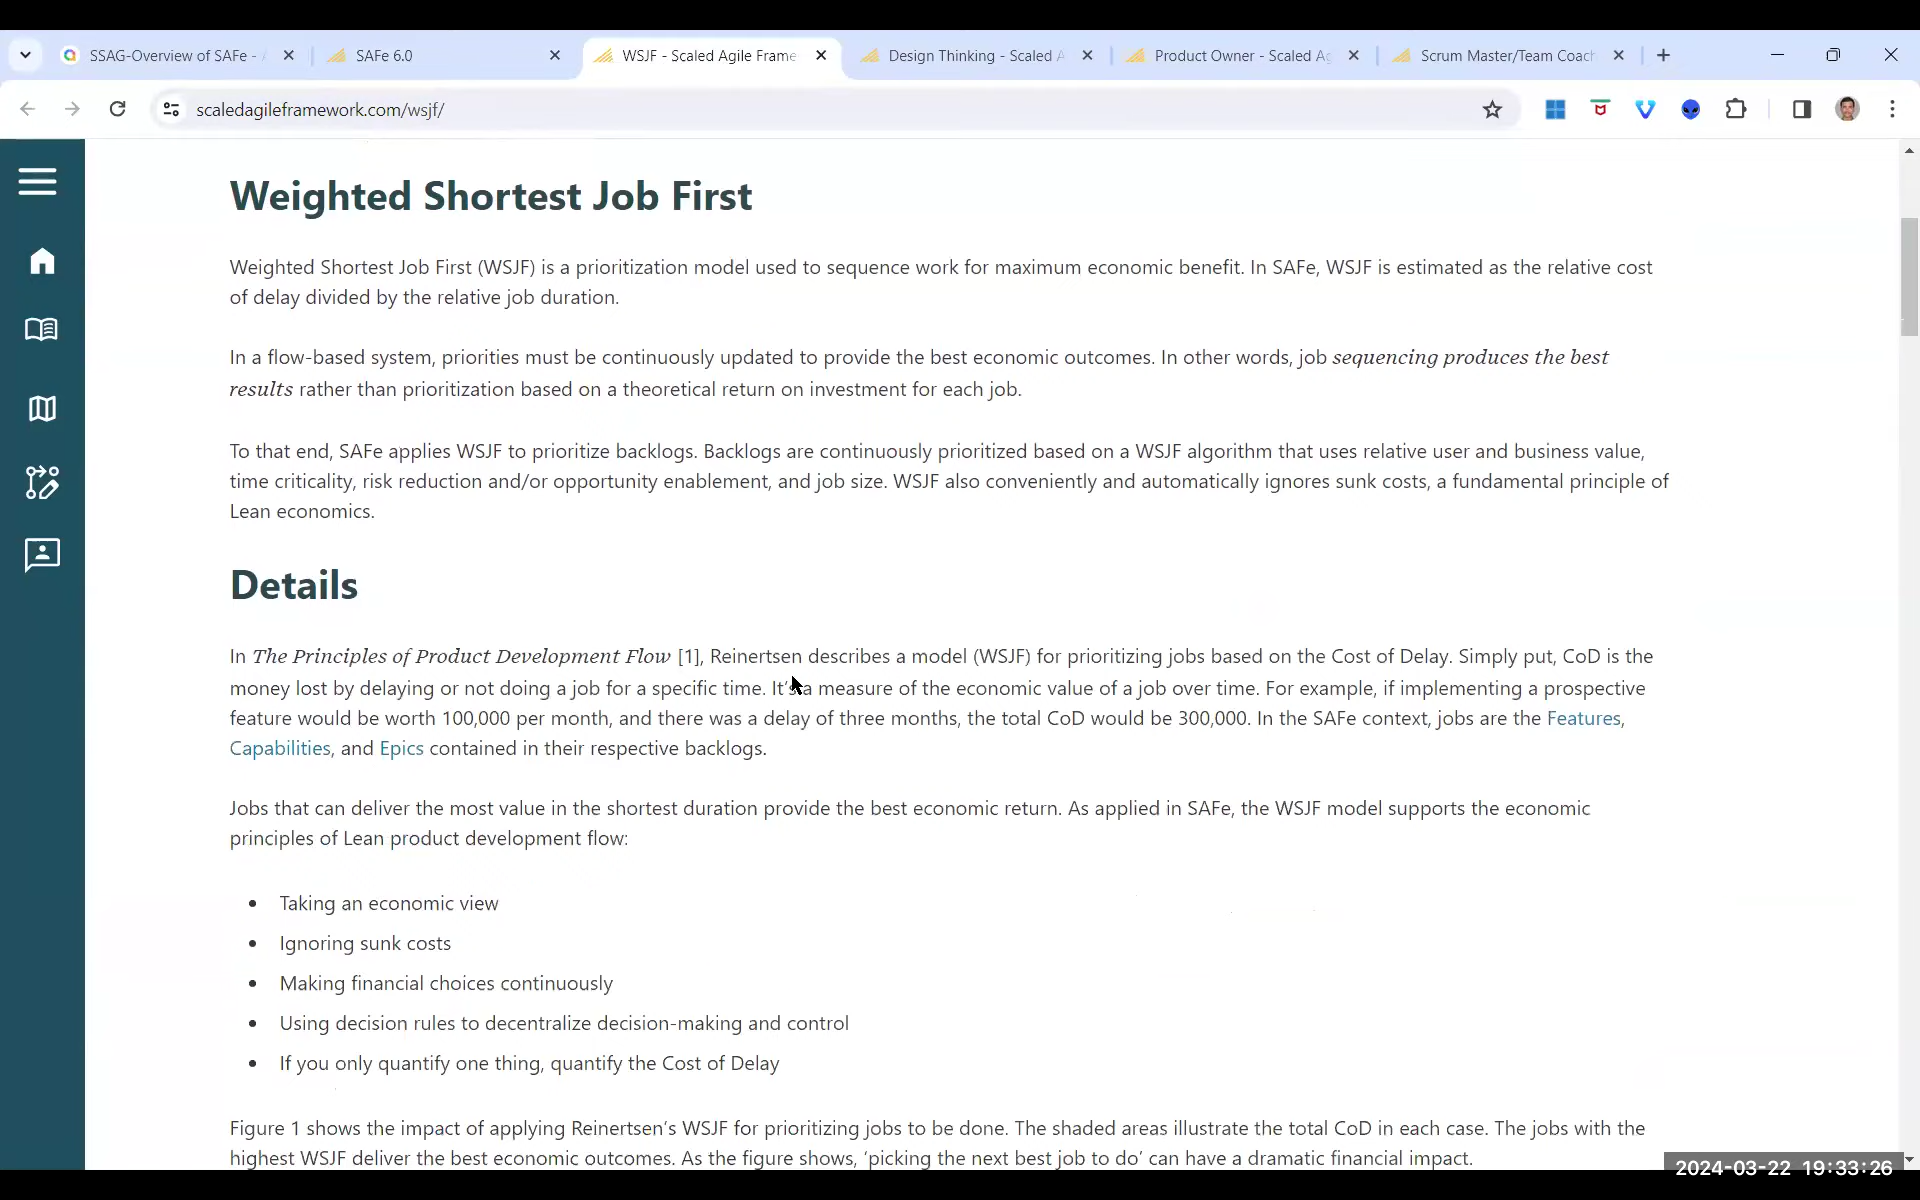 SSAG-Overview of SAFe -
SAFe 6.0
WSJF - Scaled Agile Frame
Design Thinking - Scaled A
Product Owner - Scaled Ag
Scrum Master/Team Coach
scaledagileframework.com/wsjf/
Weighted Shortest Job First
Weighted Shortest Job First (WSJF) is a prioritization model used to sequence work for maximum economic benefit. In SAFe, WSJF is estimated as the relative cost
of delay divided by the relative job duration.
In a flow-based system, priorities must be continuously updated to provide the best economic outcomes. In other words, job sequencing produces the best
results rather than prioritization based on a theoretical return on investment for each job.
To that end, SAFe applies WSJF to prioritize backlogs. Backlogs are continuously prioritized based on a WSJF algorithm that uses relative user and business value,
time criticality, risk reduction and/or opportunity enablement, and job size. WSJF also conveniently and automatically ignores sunk costs, a fundamental principle of
Lean economics.
Details
In The Principles of Product Development Flow [1], Reinertsen describes a model (WSJF) for prioritizing jobs based on the Cost of Delay. Simply put, CoD is the
money lost by delaying or not doing a job for a specific time. It's a measure of the economic value of a job over time. For example, if implementing a prospective
feature would be worth 100,000 per month, and there was a delay of three months, the total CoD would be 300,000. In the SAFe context, jobs are the Features,
Capabilities, and Epics contained in their respective backlogs.
Jobs that can deliver the most value in the shortest duration provide the best economic return. As applied in SAFe, the WSJF model supports the economic
principles of Lean product development flow:
• Taking an economic view
• Ignoring sunk costs
• Making financial choices continuously
• Using decision rules to decentralize decision-making and control
• If you only quantify one thing, quantify the Cost of Delay
Figure 1 shows the impact of applying Reinertsen's WSJF for prioritizing jobs to be done. The shaded areas illustrate the total CoD in each case. The jobs with the
highest WSJF deliver the best economic outcomes. As the figure shows, 'picking the next best job to do' can have a dramatic financial impact.
2024-03-22 19:33:26